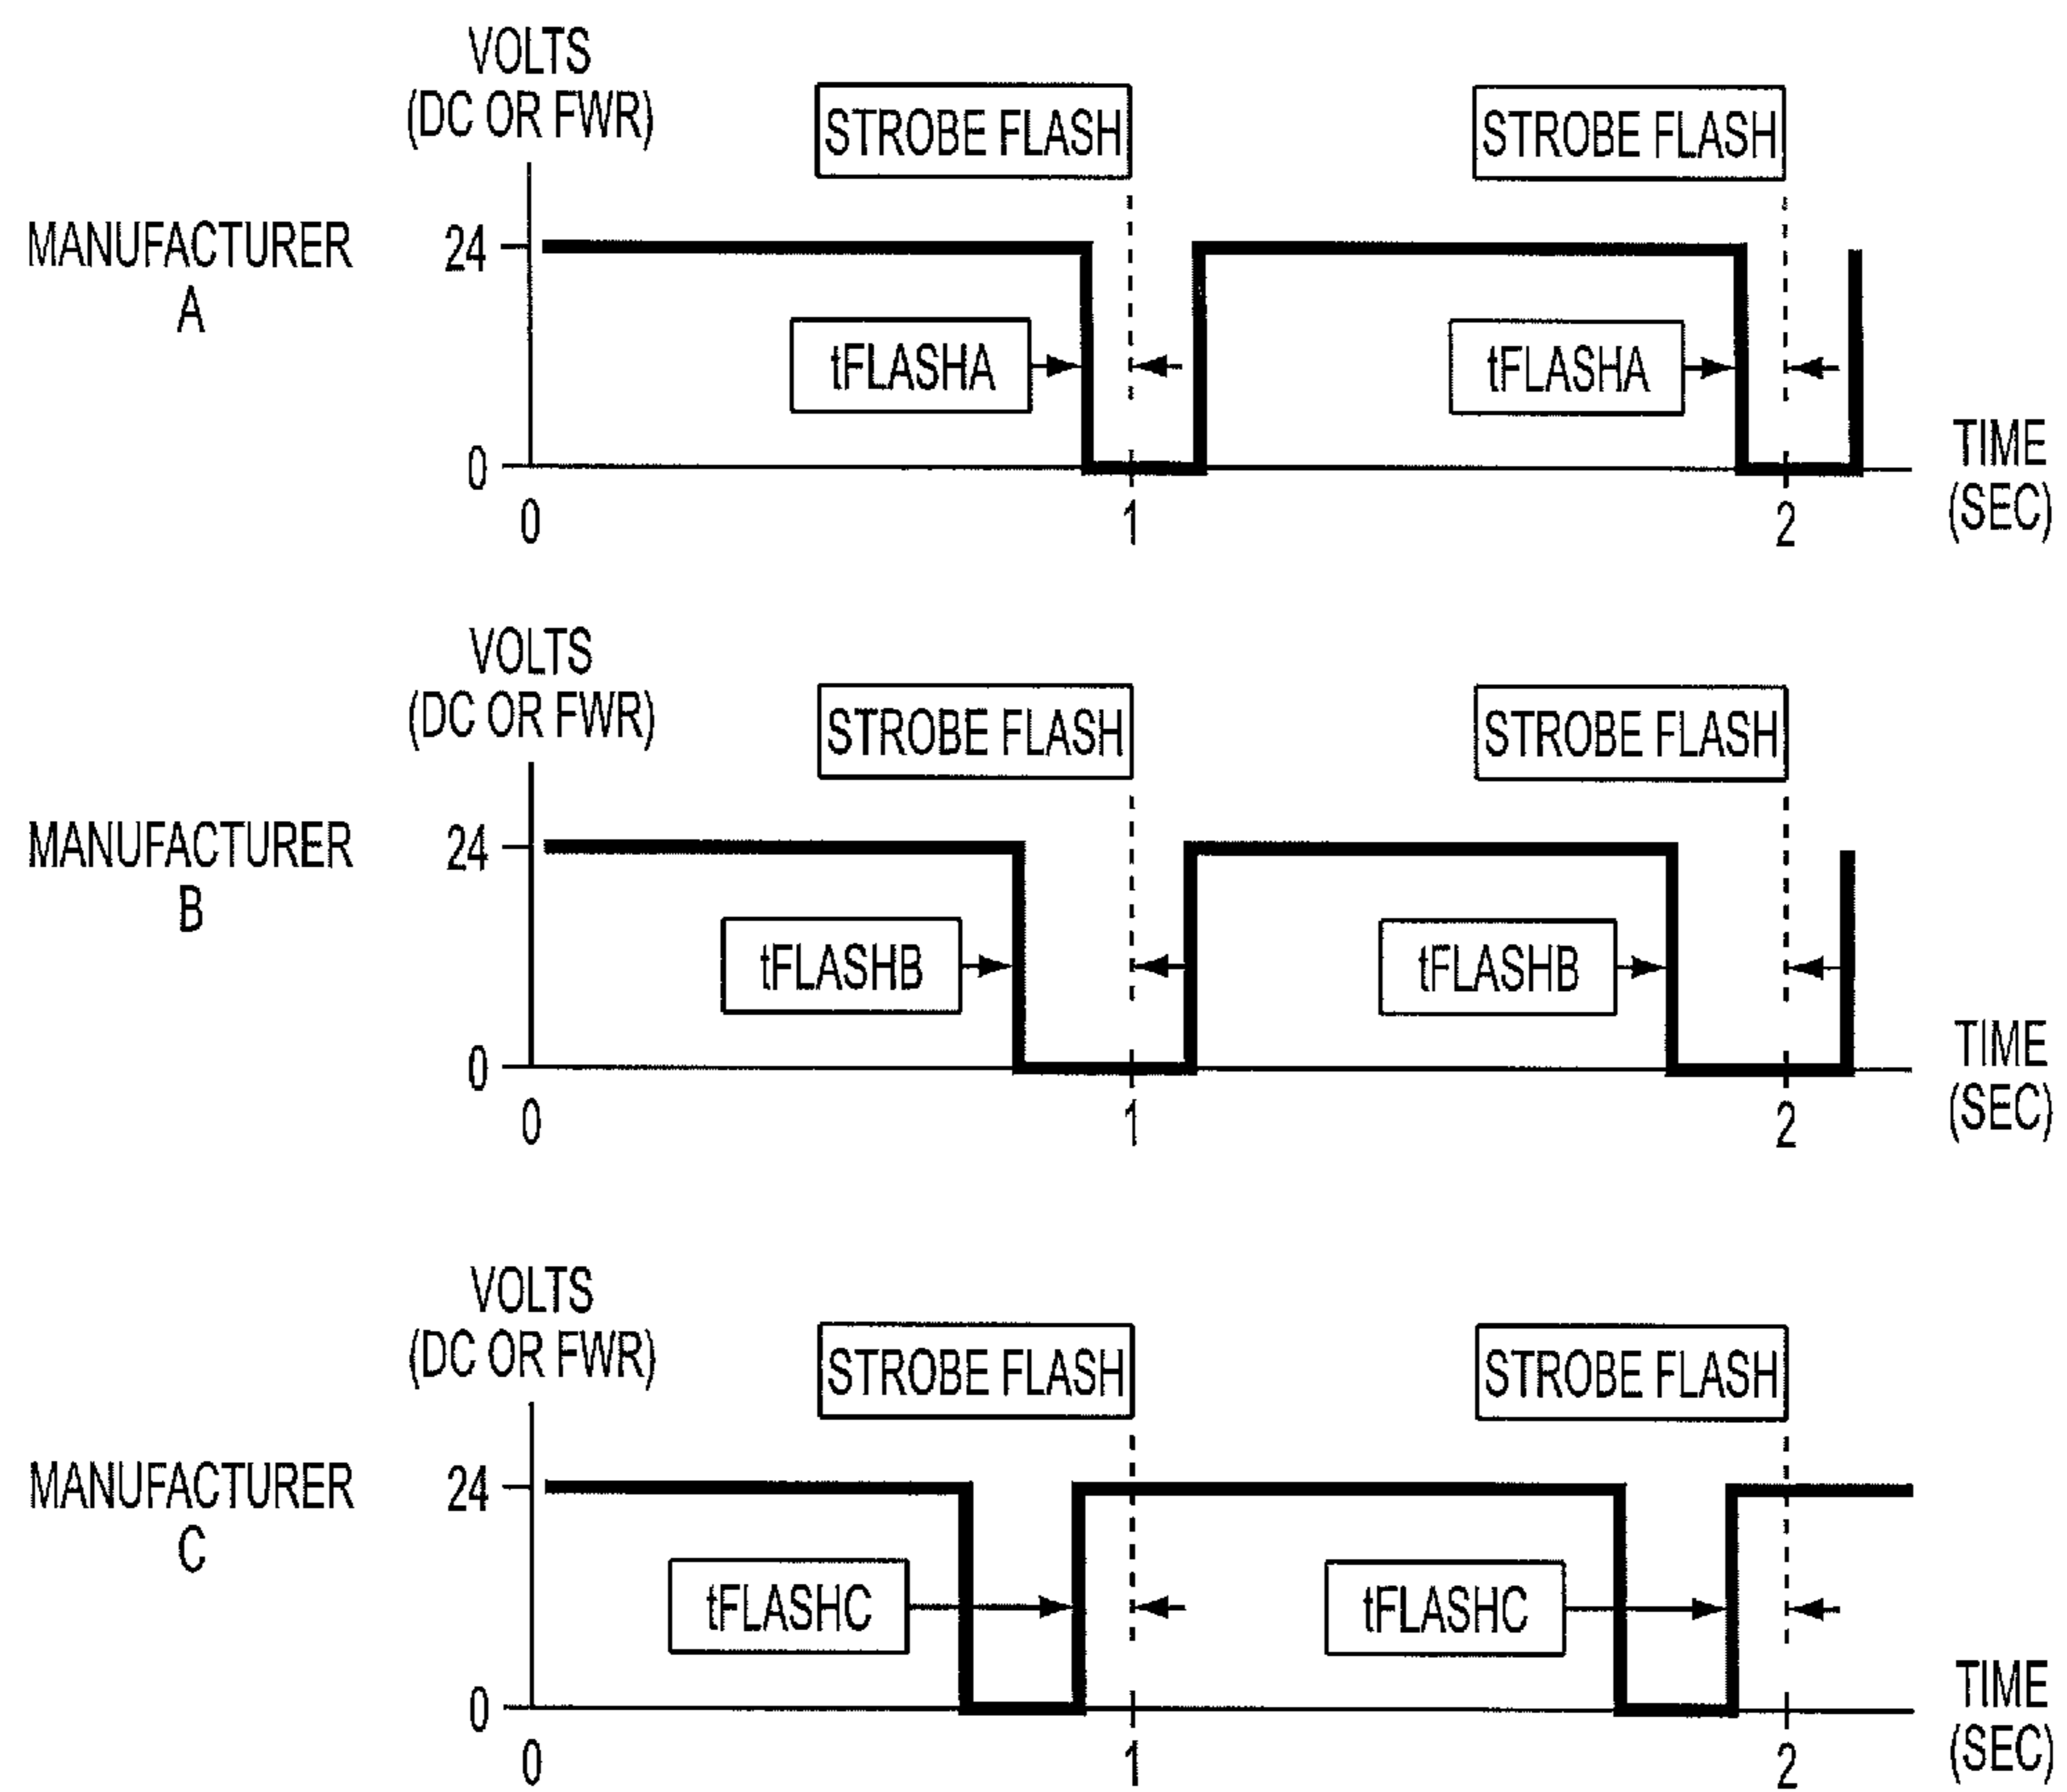 VOLTS
(DC OR FWR)
STROBE FLASH
STROBE FLASH
MANUFACTURER
A
24
tFLASHA
tFLASHA
0
TIME
(SEC)
0
1
2
VOLTS
(DC OR FWR)
STROBE FLASH
STROBE FLASH
MANUFACTURER
B
24
tFLASHB
tFLASHB
0
TIME
(SEC)
0
1
2
VOLTS
(DC OR FWR)
STROBE FLASH
STROBE FLASH
MANUFACTURER
C
24
tFLASHC
tFLASHC
0
TIME
(SEC)
0
1
2